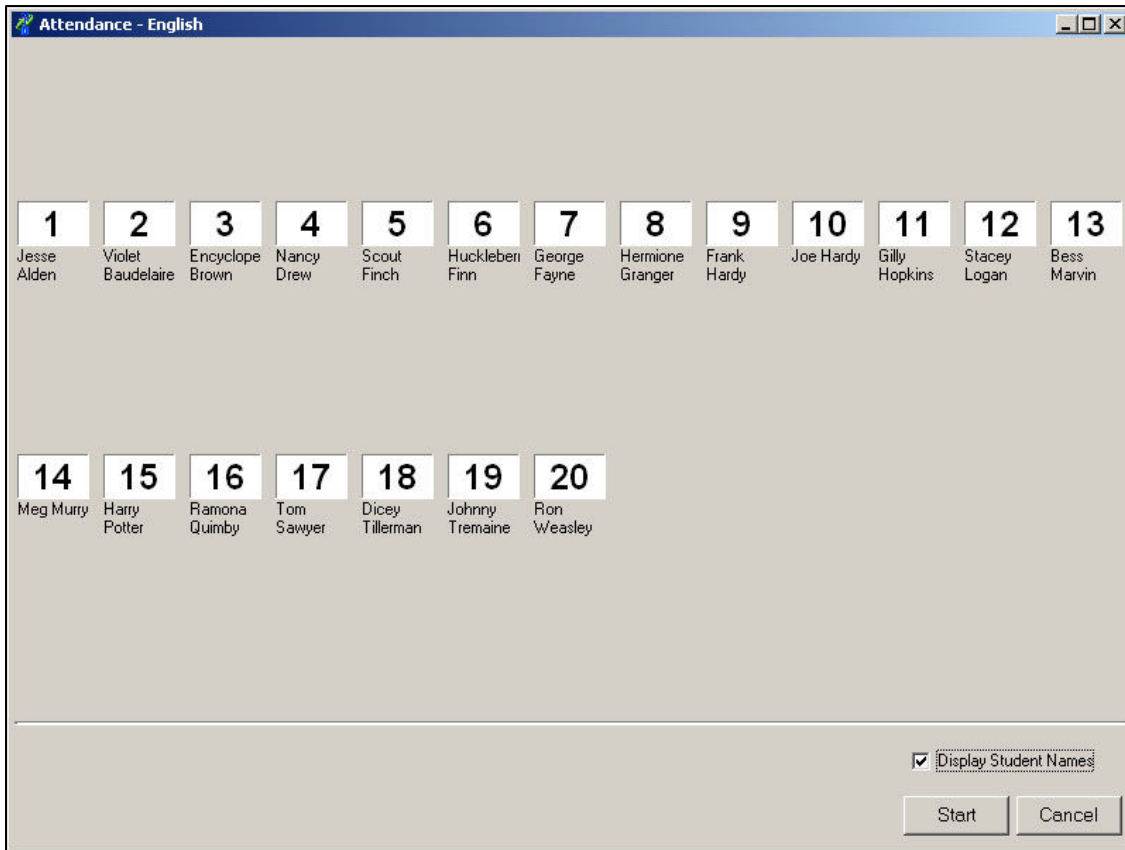 Attendance - English
1 2 3 4 5 6 7 8 9 10 11 12 13
Jesse Violet Encyclope Nancy Scout Huckleberr George Hermione Frank Joe Hardy Gilly Stacey Bess
Alden Baudelaire Brown Drew Finch Finn Fayne Granger Hardy Hopkins Logan Marvin
14 15 16 17 18 19 20
Meg Murry Harry Ramona Tom Dicey Johnny Ron
Potter Quimby Sawyer Tillerman Tremaine Weasley
Display Student Names
Start Cancel